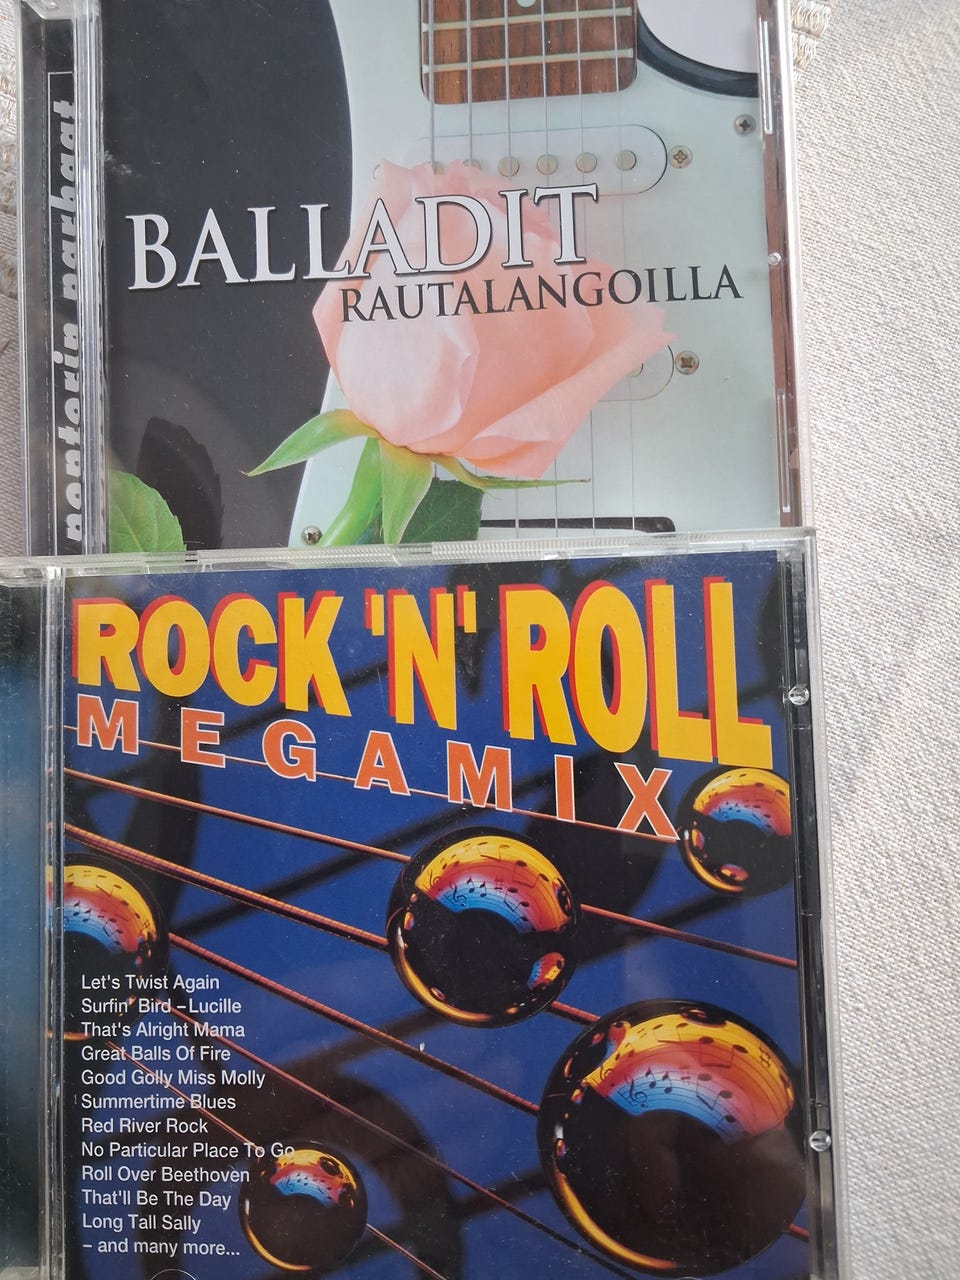 nontorin parhaat
BALLADIT
RAUTALANGOILLA
ROCK 'N' ROLL
MEGAMIX
Let's Twist Again
Surfin' Bird – Lucille
That's Alright Mama
Great Balls Of Fire
Good Golly Miss Molly
Summertime Blues
Red River Rock
No Particular Place To Go
Roll Over Beethoven
That'll Be The Day
Long Tall Sally
– and many more...